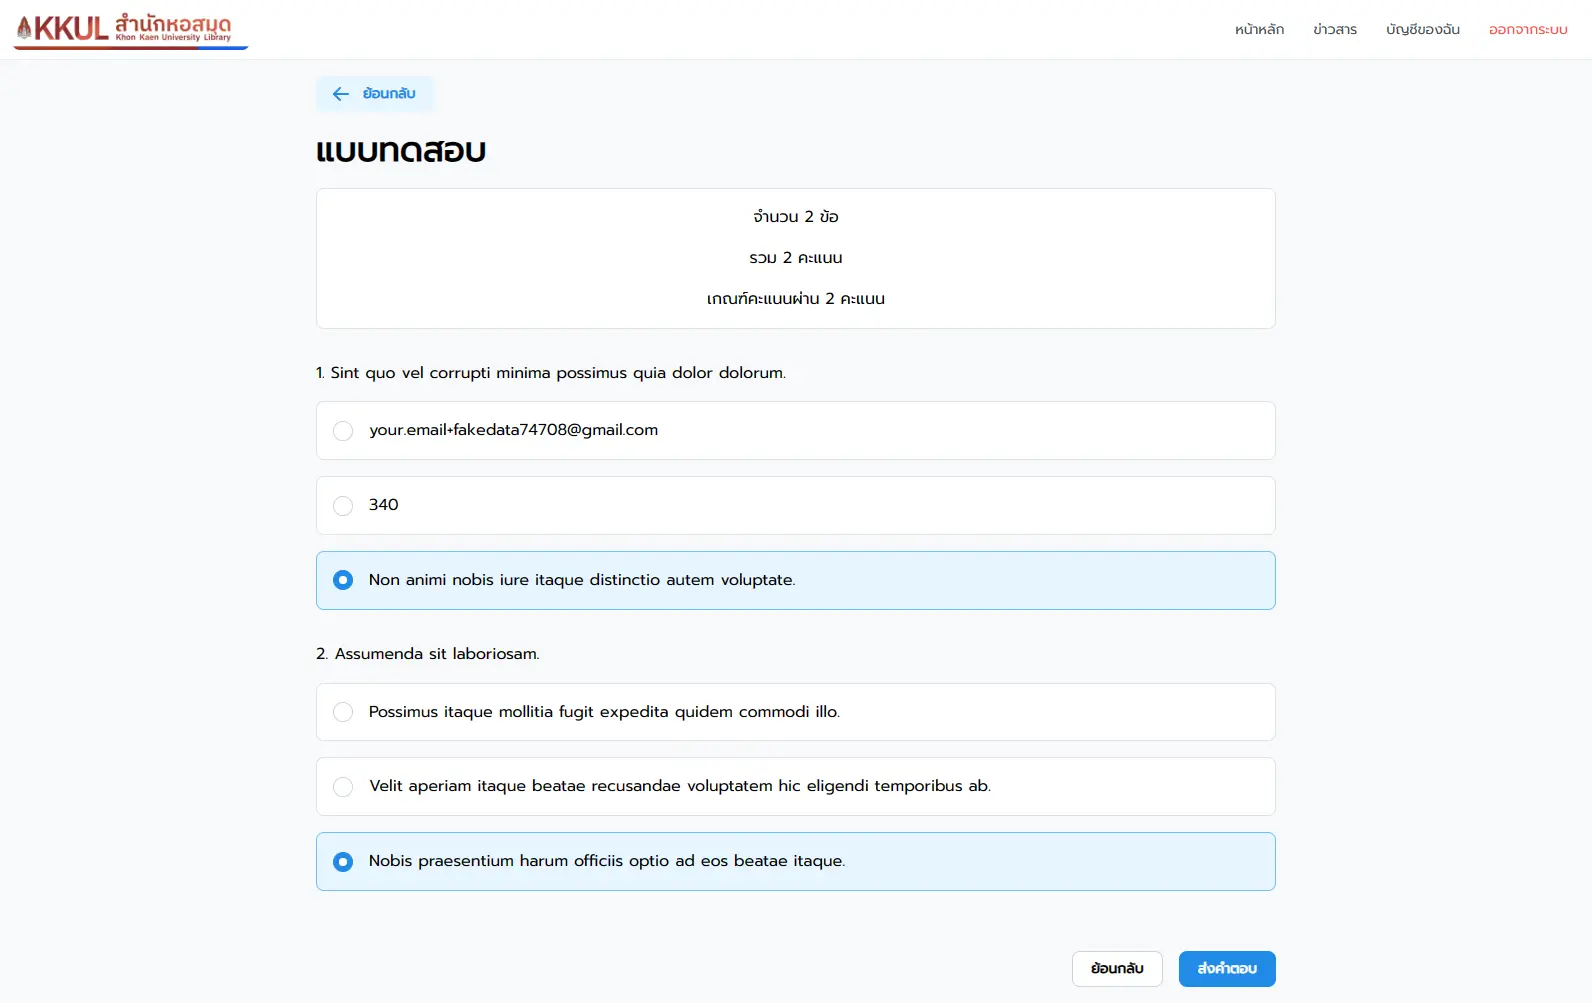 KKUL สำนักหอสมุด
Khon Kaen University Library
หน้าหลัก ข่าวสาร บัญชีของฉัน ออกจากระบบ
ย้อนกลับ
แบบทดสอบ
จำนวน 2 ข้อ
รวม 2 คะแนน
เกณฑ์คะแนนผ่าน 2 คะแนน
1. Sint quo vel corrupti minima possimus quia dolor dolorum.
your.email+fakedata74708@gmail.com
340
Non animi nobis iure itaque distinctio autem voluptate.
2. Assumenda sit laboriosam.
Possimus itaque mollitia fugit expedita quidem commodi illo.
Velit aperiam itaque beatae recusandae voluptatem hic eligendi temporibus ab.
Nobis praesentium harum officiis optio ad eos beatae itaque.
ย้อนกลับ ส่งคำตอบ